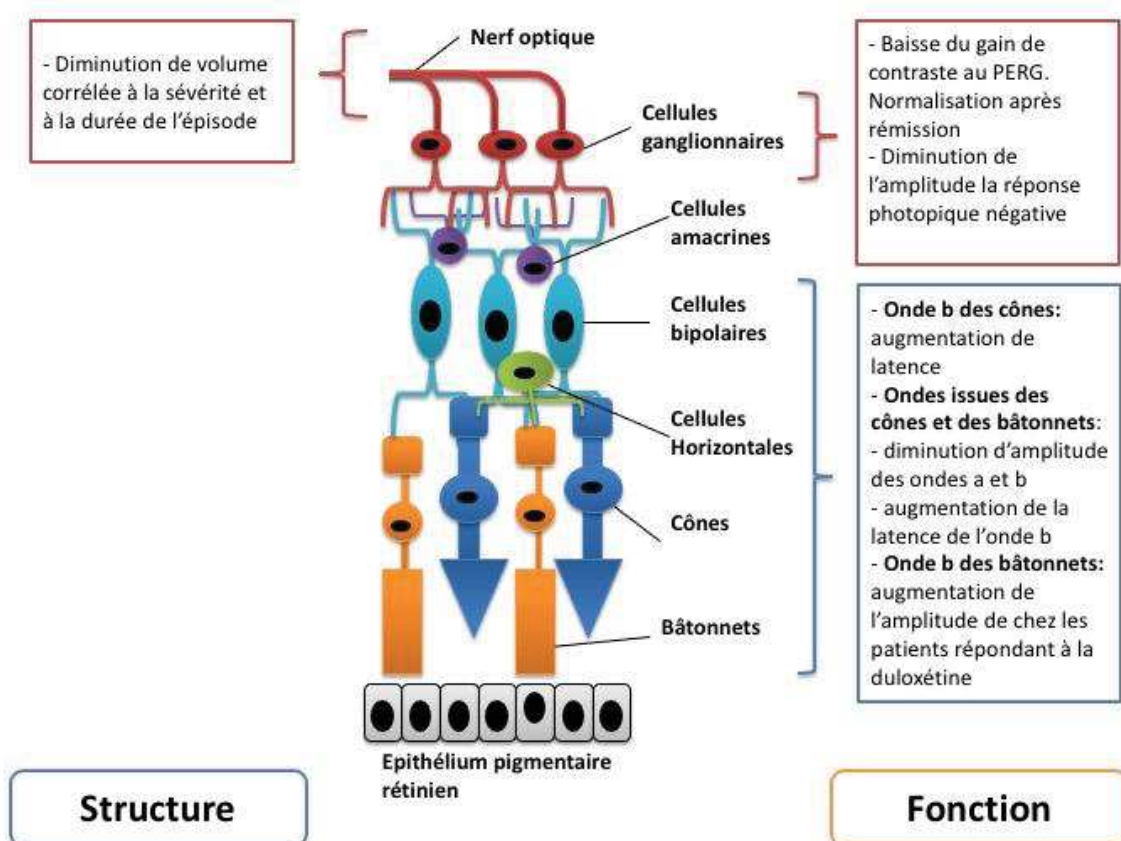 - Diminution de volume
corrélée à la sévérité et
à la durée de l'épisode
Nerf optique
Cellules
ganglionnaires
Cellules
amacrines
Cellules
bipolaires
Cellules
Horizontales
Cônes
Bâtonnets
Epithélium pigmentaire
rétinien
- Baisse du gain de
contraste au PERG.
Normalisation après
rémission
- Diminution de
l'amplitude la réponse
photopique négative
- Onde b des cônes:
augmentation de
latence
- Ondes issues des
cônes et des bâtonnets:
- diminution d'amplitude
des ondes a et b
- augmentation de la
latence de l'onde b
- Onde b des bâtonnets:
augmentation de
l'amplitude de chez les
patients répondant à la
duloxétine
Structure
Fonction